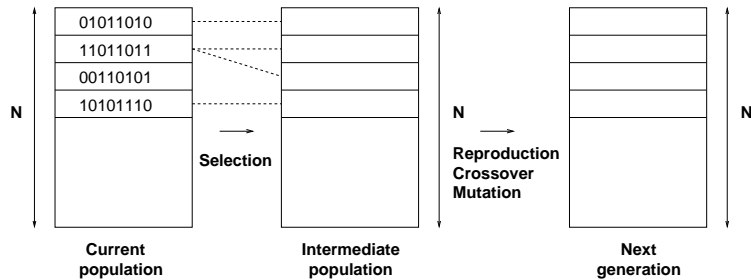 01011010
11011011
00110101
10101110
N
Selection
N
Reproduction
Crossover
Mutation
N
Current
population
Intermediate
population
Next
generation